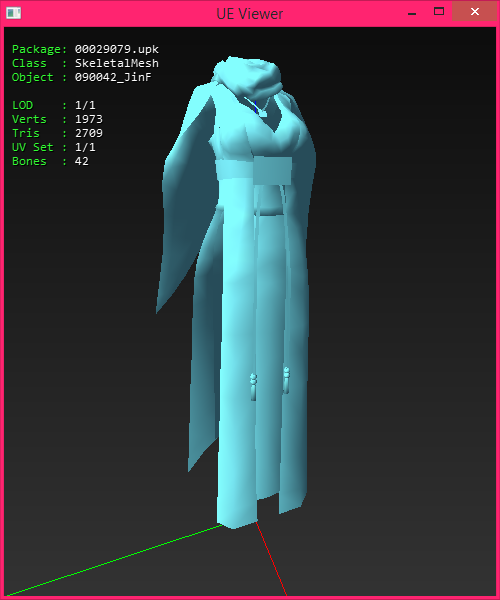 UE Viewer
Package: 00029079.upk
Class  : SkeletalMesh
Object : 090042_JinF
LOD    : 1/1
Verts  : 1973
Tris   : 2709
UV Set : 1/1
Bones  : 42